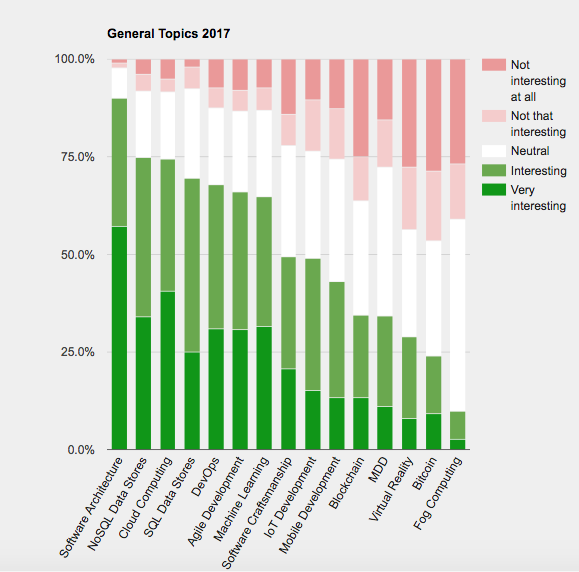 General Topics 2017
100.0%
75.0%
50.0%
25.0%
0.0%
Software Architecture
NoSQL Data Stores
Cloud Computing
SQL Data Stores
DevOps
Agile Development
Machine Learning
Software Craftsmanship
IoT Development
Mobile Development
Blockchain
MDD
Virtual Reality
Bitcoin
Fog Computing
Not
interesting
at all
Not that
interesting
Neutral
Interesting
Very
interesting